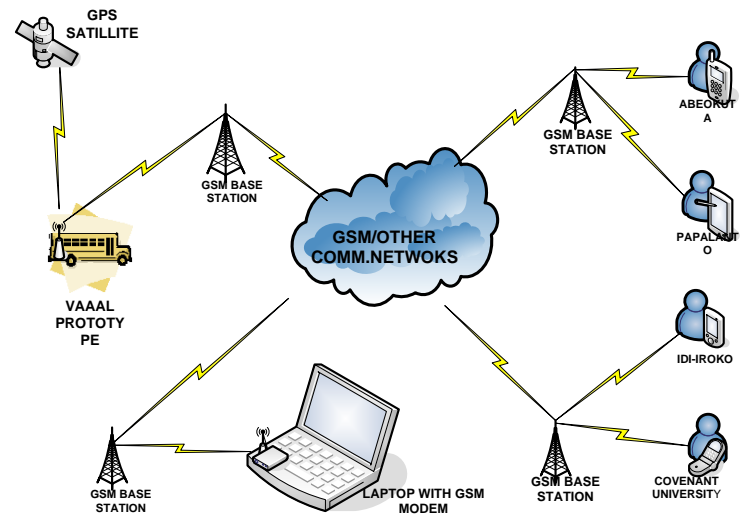 GPS
SATILLITE
GSM BASE
STATION
GSM BASE
STATION
ABEOKUT
A
PAPALANT
O
GSM/OTHER
COMM.NETWOKS
VAAAL
PROTOTY
PE
IDI-IROKO
GSM BASE
STATION
LAPTOP WITH GSM
MODEM
GSM BASE
STATION
COVENANT
UNIVERSITY